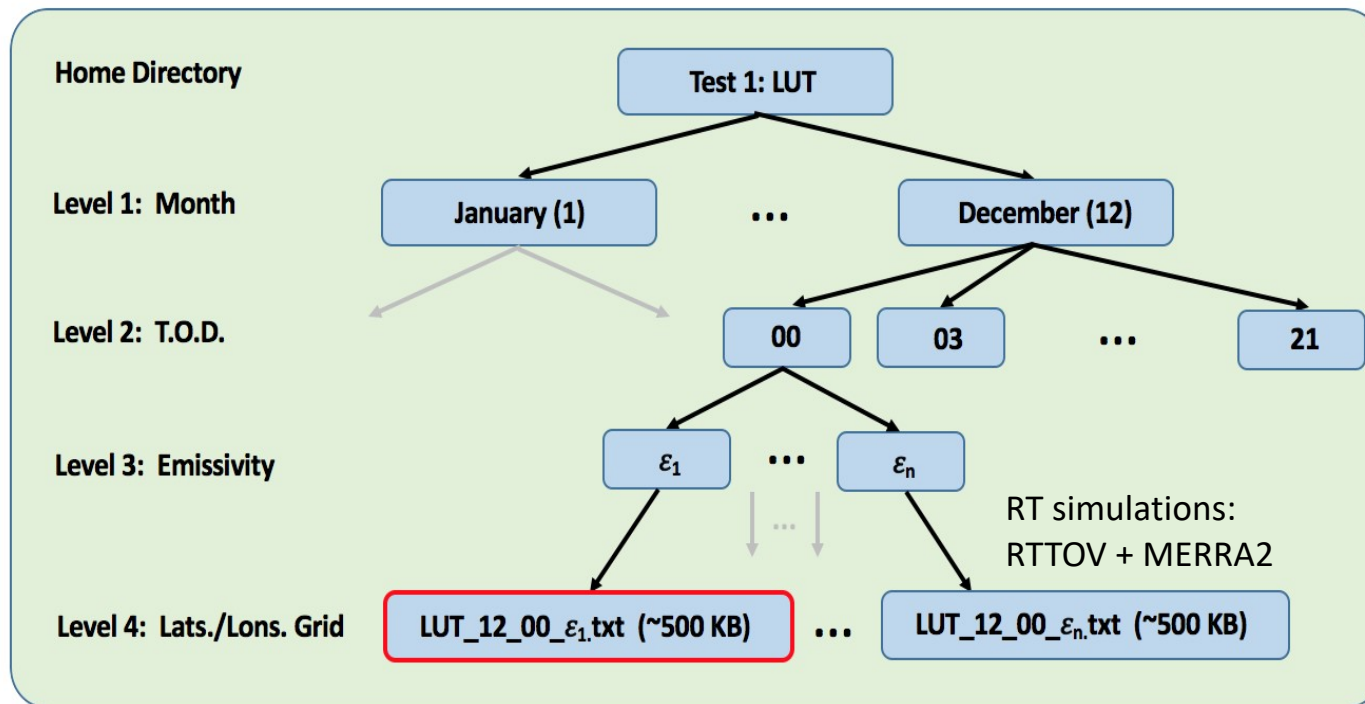 Home Directory
Test 1: LUT
Level 1: Month
January (1)
...
December (12)
Level 2: T.O.D.
00
03
...
21
Level 3: Emissivity
ε₁
...
εₙ
...
RT simulations:
RTTOV + MERRA2
Level 4: Lats./Lons. Grid
LUT_12_00_ε₁.txt (~500 KB)
...
LUT_12_00_εₙ.txt (~500 KB)